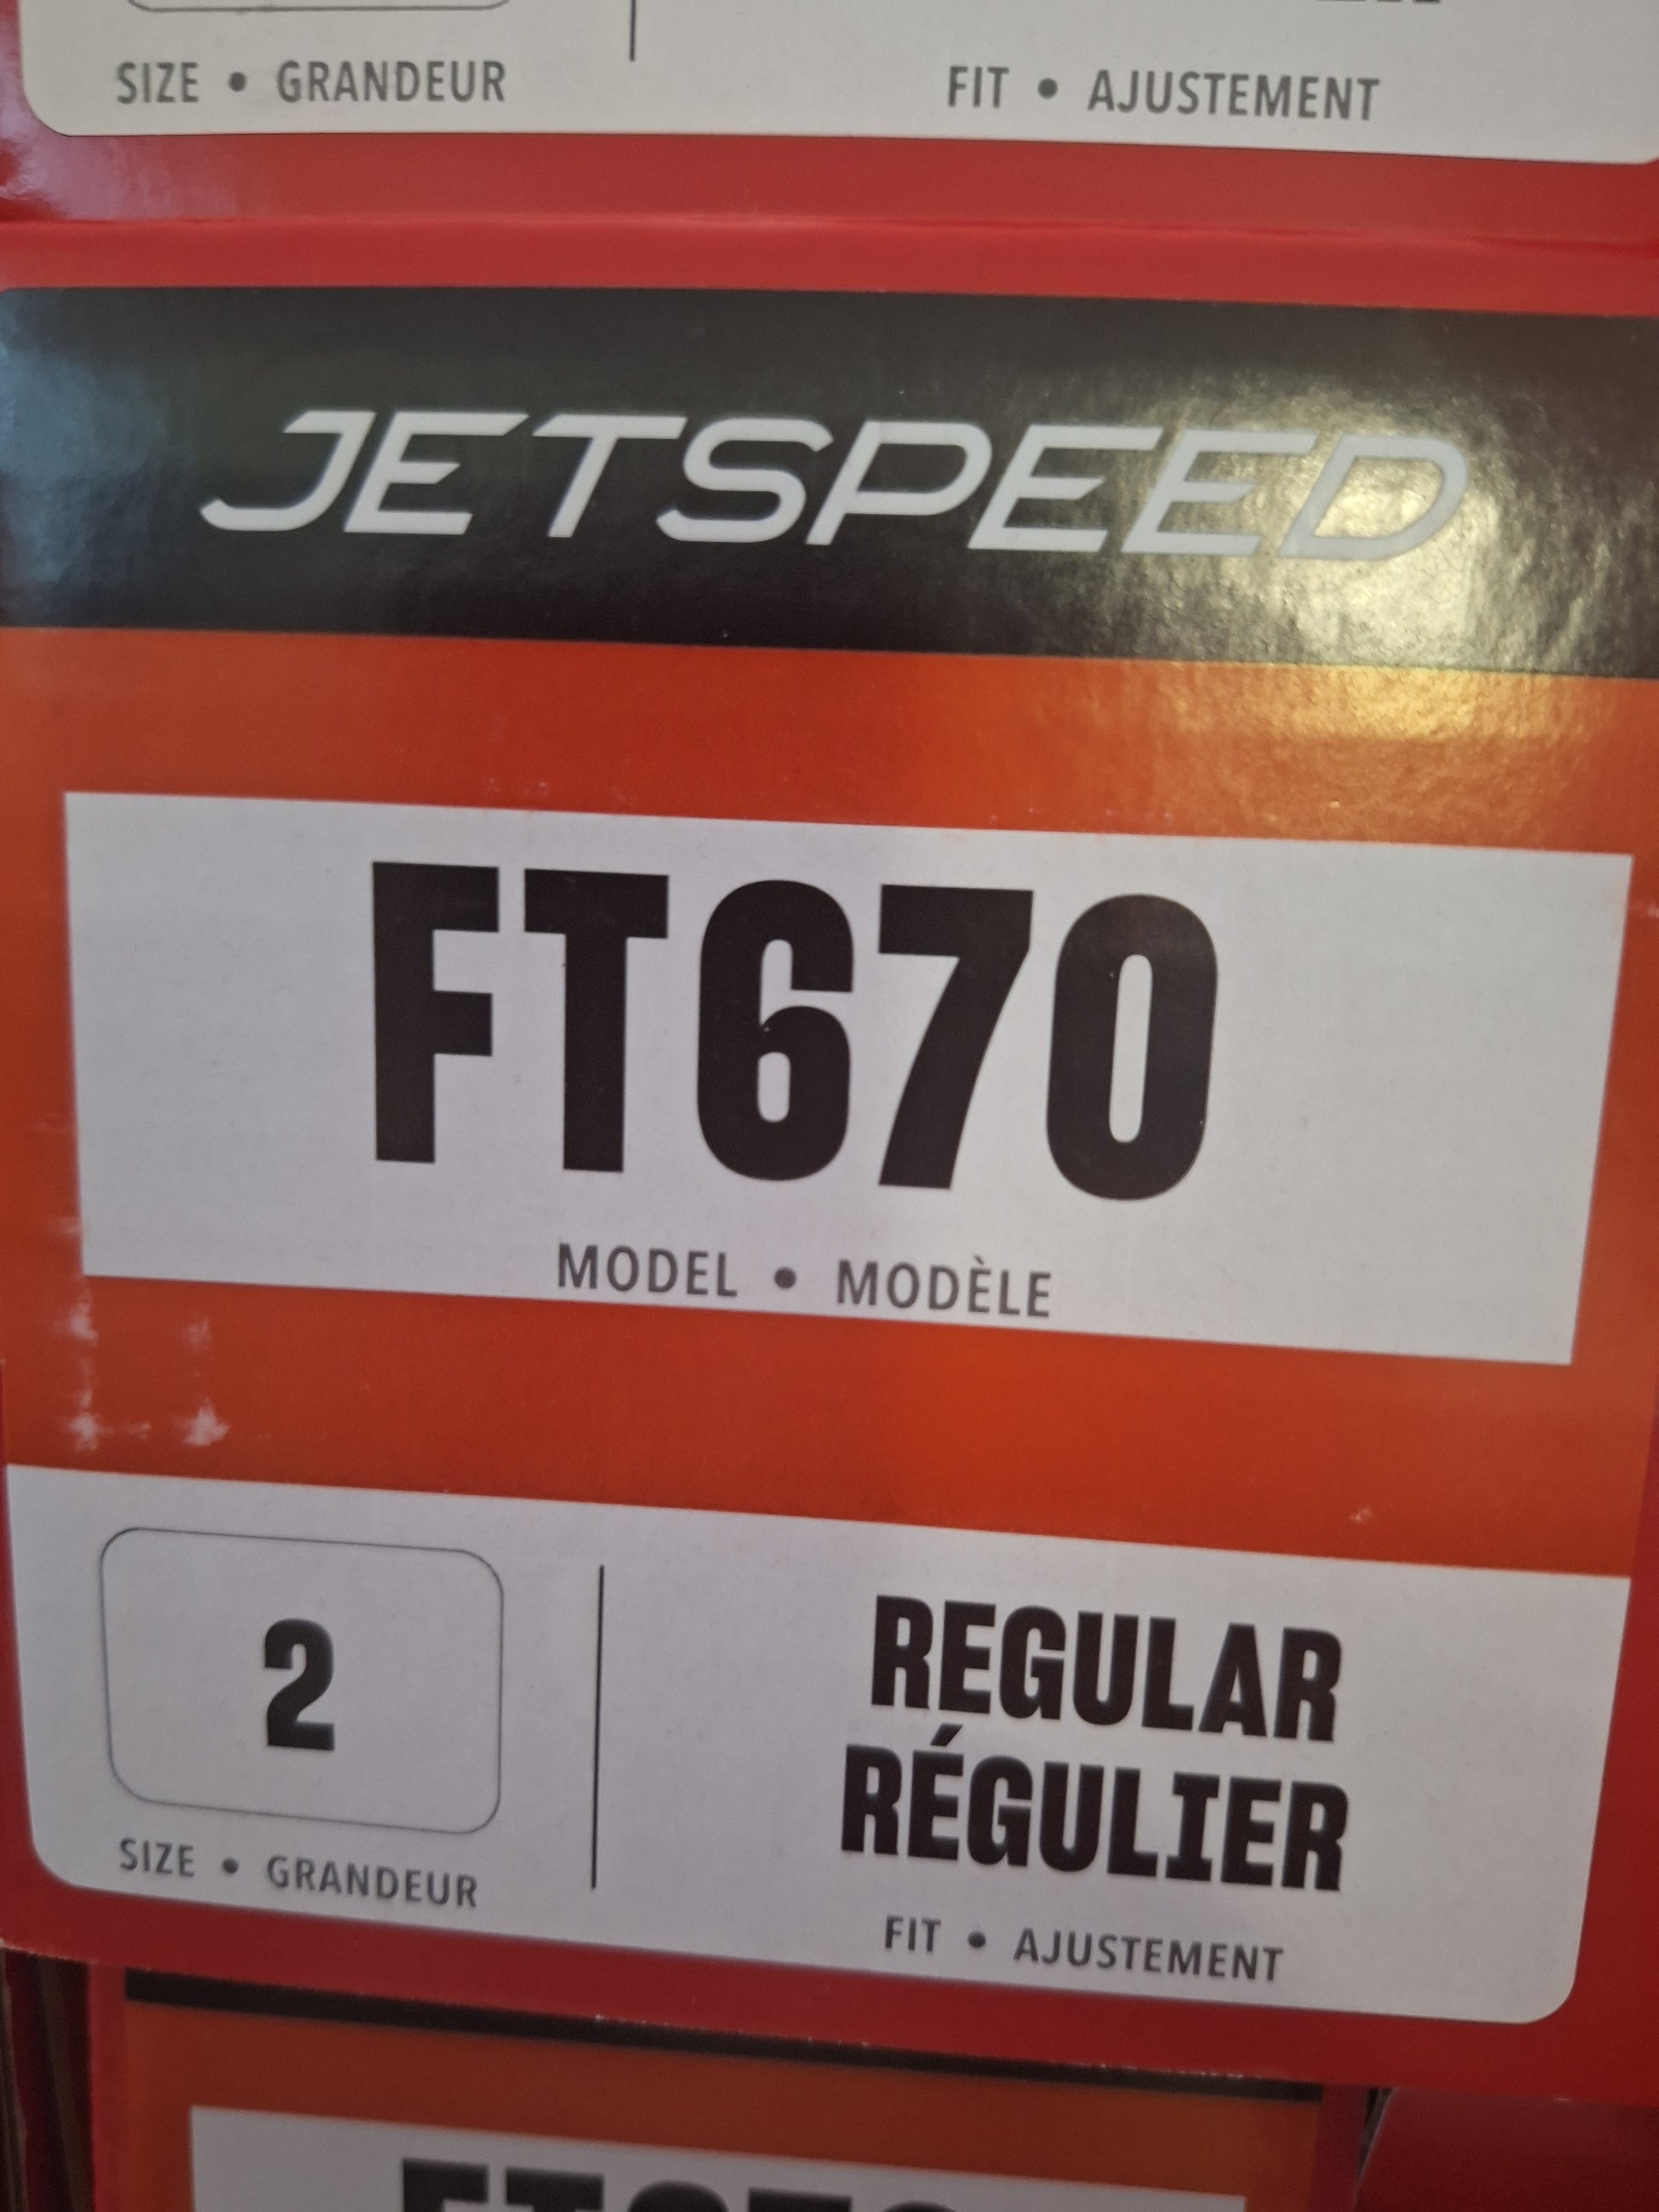 SIZE • GRANDEUR
FIT • AJUSTEMENT
JETSPEED
FT670
MODEL • MODÈLE
2
REGULAR
RÉGULIER
SIZE • GRANDEUR
FIT • AJUSTEMENT